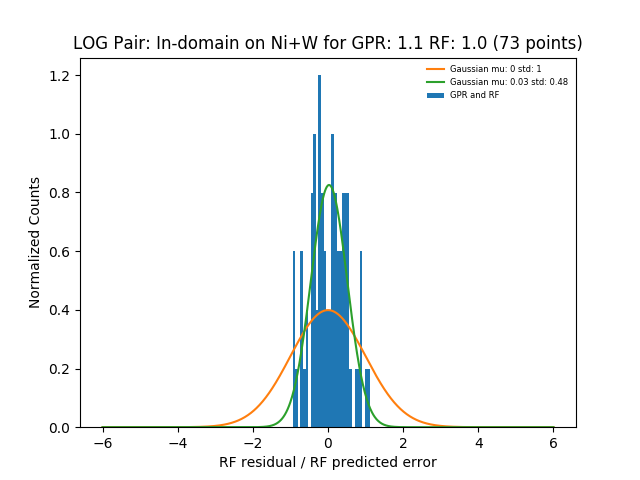 LOG Pair: In-domain on Ni+W for GPR: 1.1 RF: 1.0 (73 points)
Gaussian mu: 0 std: 1
Gaussian mu: 0.03 std: 0.48
GPR and RF
Normalized Counts
1.2
1.0
0.8
0.6
0.4
0.2
0.0
−6 −4 −2 0 2 4 6
RF residual / RF predicted error